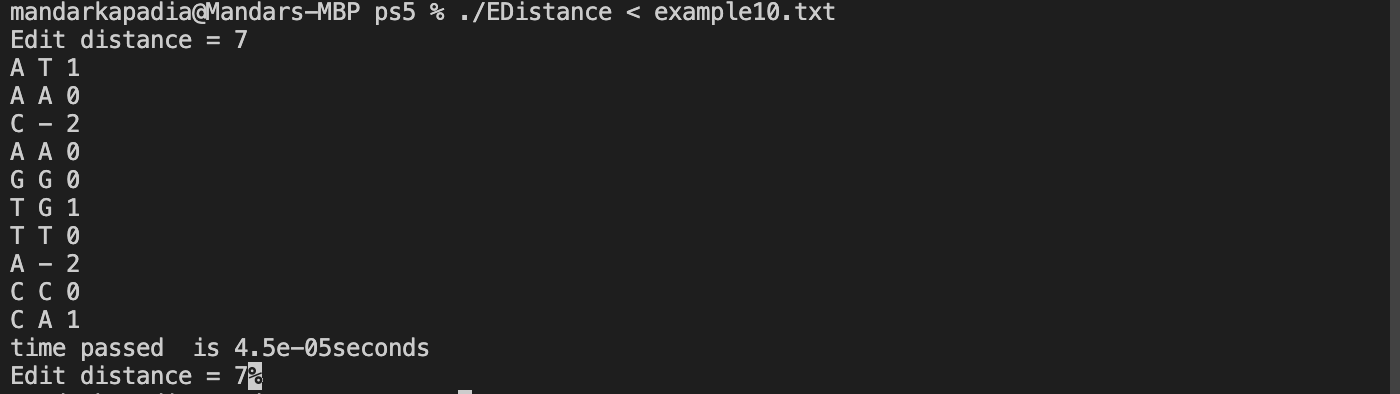 mandarkapadia@Mandars-MBP ps5 % ./EDistance < example10.txt
Edit distance = 7
A T 1
A A 0
C - 2
A A 0
G G 0
T G 1
T T 0
A - 2
C C 0
C A 1
time passed  is 4.5e-05seconds
Edit distance = 7%